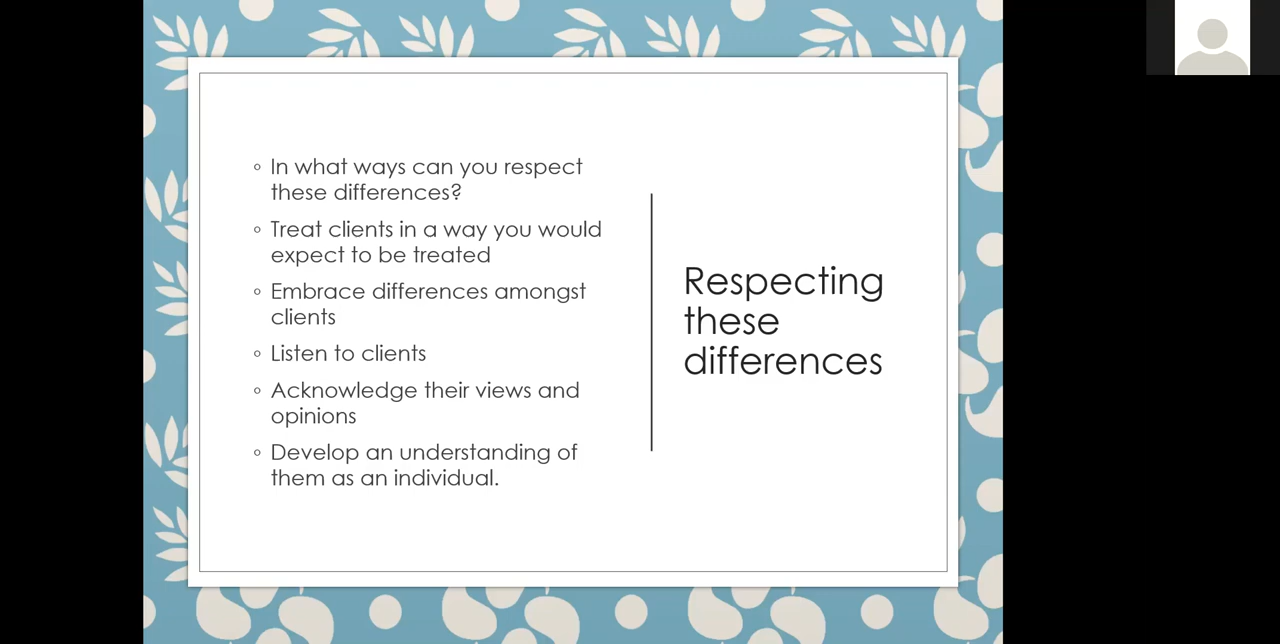 ◦ In what ways can you respect
these differences?
◦ Treat clients in a way you would
expect to be treated
◦ Embrace differences amongst
clients
◦ Listen to clients
◦ Acknowledge their views and
opinions
◦ Develop an understanding of
them as an individual.
Respecting
these
differences